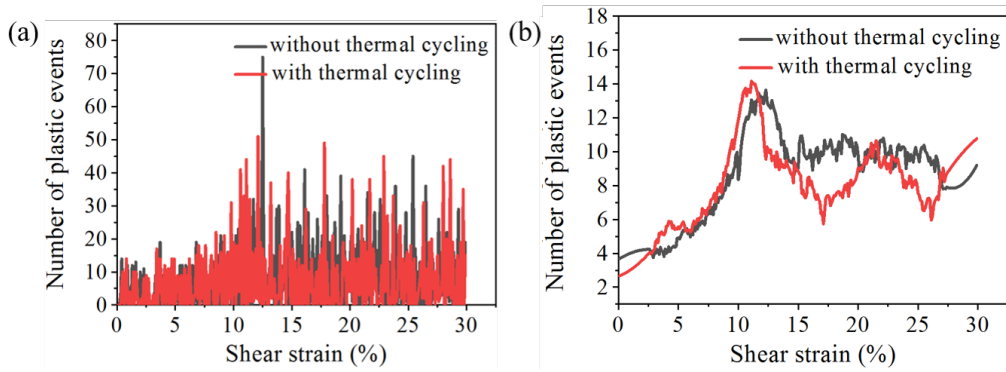 (a)
Number of plastic events
80
70
60
50
40
30
20
10
0
without thermal cycling
with thermal cycling
0 5 10 15 20 25 30
Shear strain (%)
(b)
Number of plastic events
18
16
14
12
10
8
6
4
2
without thermal cycling
with thermal cycling
0 5 10 15 20 25 30
Shear strain (%)